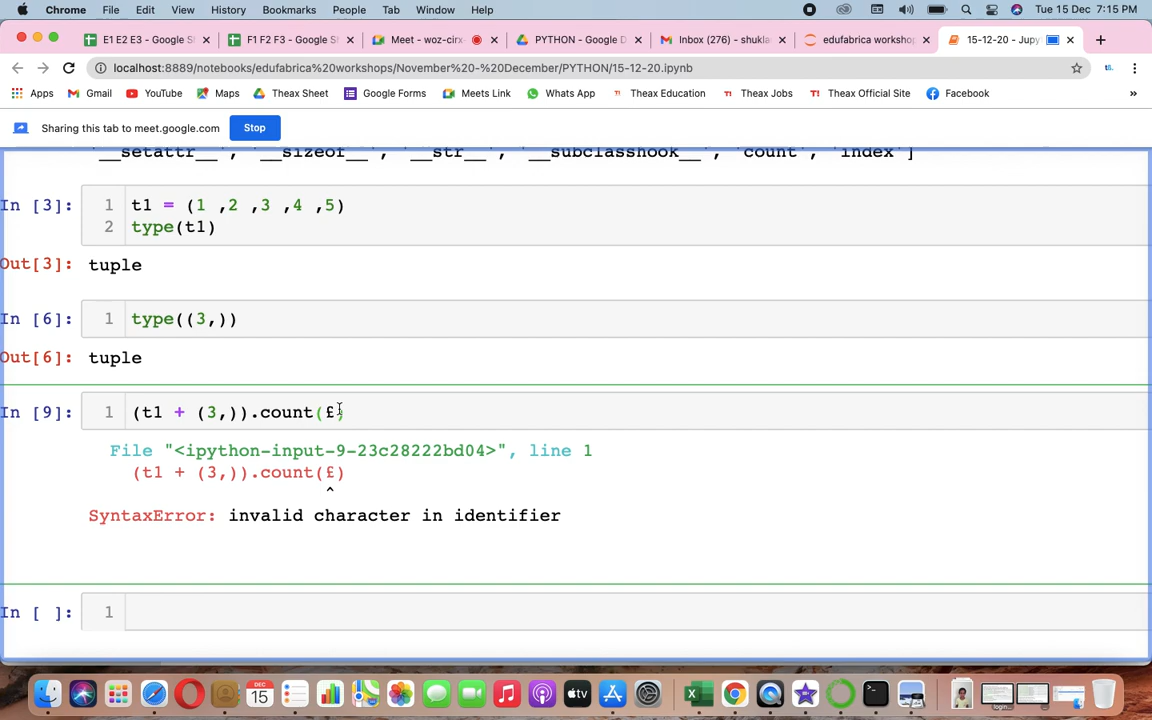 Chrome File Edit View History Bookmarks People Tab Window Help Tue 15 Dec 7:15 PM
E1 E2 E3 - Google S F1 F2 F3 - Google S Meet - woz-cirx- PYTHON - Google D Inbox (276) - shukla edufabrica workshop 15-12-20 - Jupy
localhost:8889/notebooks/edufabrica%20workshops/November%20-%20December/PYTHON/15-12-20.ipynb
Apps Gmail YouTube Maps Theax Sheet Google Forms Meets Link Whats App Theax Education Theax Jobs Theax Official Site Facebook »
Sharing this tab to meet.google.com Stop
'__setattr__', '__sizeof__', '__str__', '__subclasshook__', 'count', 'index']
In [3]: 1 t1 = (1 ,2 ,3 ,4 ,5)
2 type(t1)
Out[3]: tuple
In [6]: 1 type((3,))
Out[6]: tuple
In [9]: 1 (t1 + (3,)).count(£)
File "<ipython-input-9-23c28222bd04>", line 1
(t1 + (3,)).count(£)
^
SyntaxError: invalid character in identifier
In [ ]: 1
DEC
15
tv